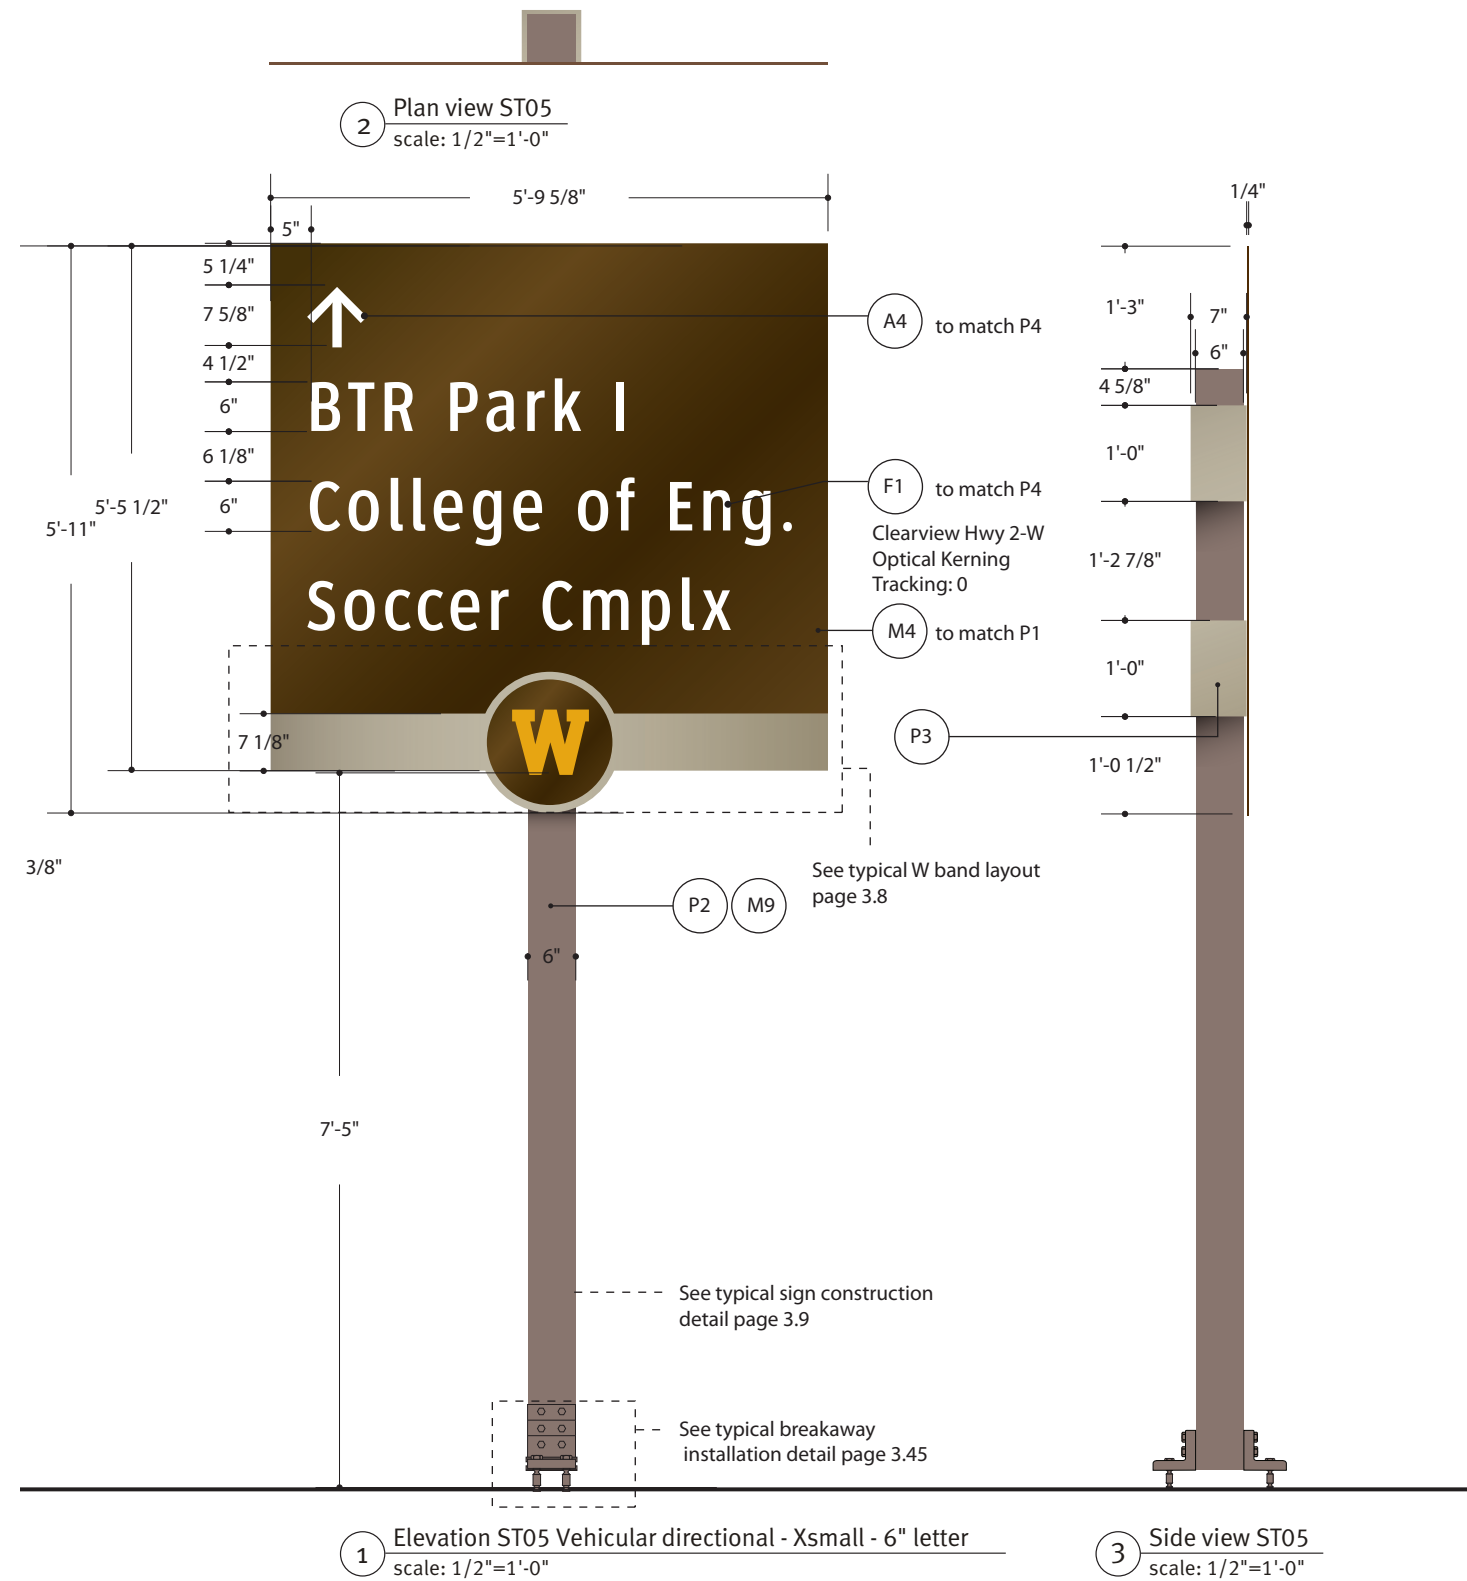 2 Plan view ST05
scale: 1/2"=1'-0"
5'-9 5/8"
1/4"
5"
5 1/4"
7 5/8"
4 1/2"
6"
6 1/8"
6"
5'-5 1/2"
5'-11"
7 1/8"
3/8"
BTR Park I
College of Eng.
Soccer Cmplx
W
A4 to match P4
F1 to match P4
Clearview Hwy 2-W
Optical Kerning
Tracking: 0
M4 to match P1
P3
See typical W band layout
page 3.8
P2 M9
6"
7'-5"
See typical sign construction
detail page 3.9
See typical breakaway
installation detail page 3.45
1'-3"
7"
6"
4 5/8"
1'-0"
1'-2 7/8"
1'-0"
1'-0 1/2"
1 Elevation ST05 Vehicular directional - Xsmall - 6" letter
scale: 1/2"=1'-0"
3 Side view ST05
scale: 1/2"=1'-0"